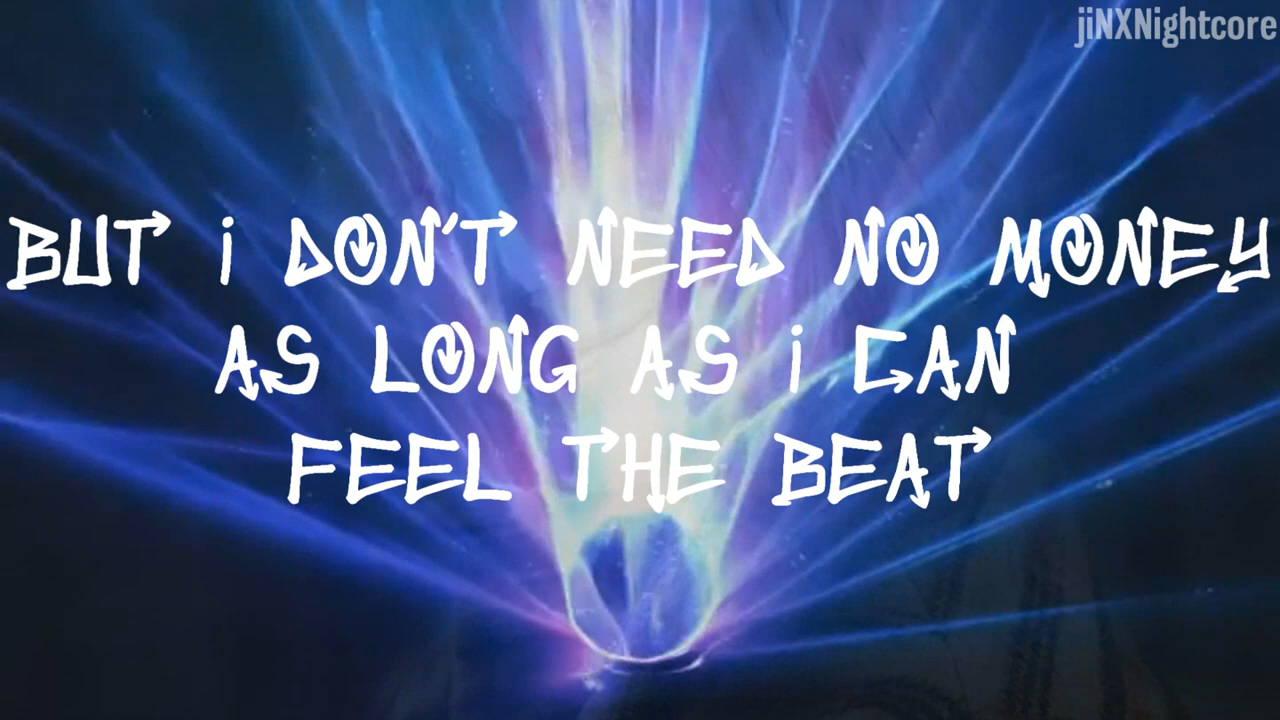 jiNXNightcore
BUT i DON'T NEED NO MONEY
AS LONG AS i CAN
FEEL THE BEAT